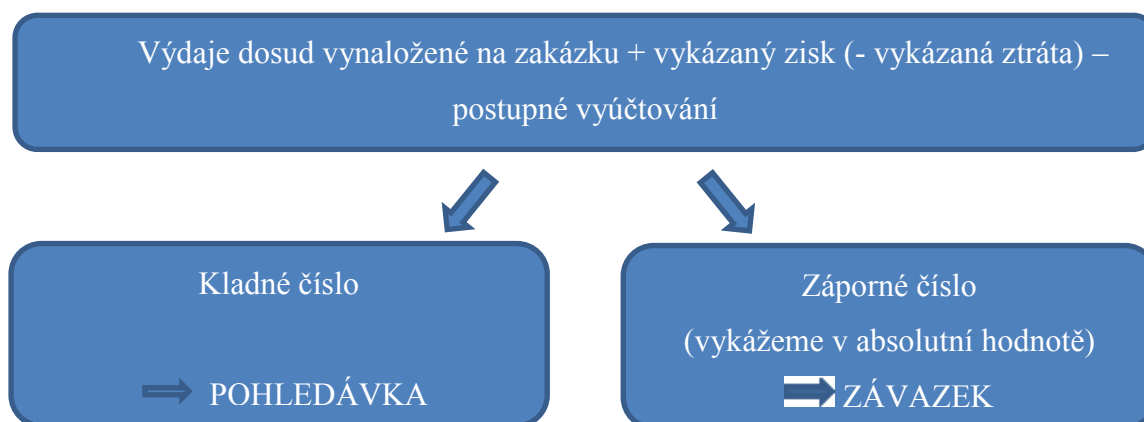 Výdaje dosud vynaložené na zakázku + vykázaný zisk (- vykázaná ztráta) –
postupné vyúčtování
Kladné číslo
POHLEDÁVKA
Záporné číslo
(vykážeme v absolutní hodnotě)
ZÁVAZEK